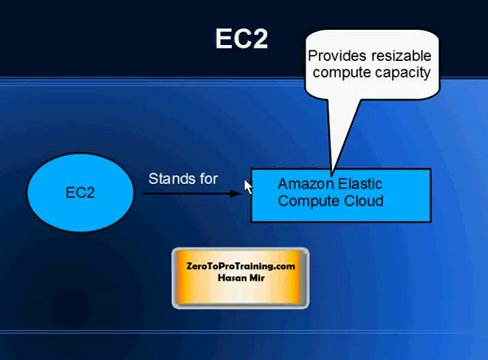 EC2
Provides resizable
compute capacity
Stands for
EC2
Amazon Elastic
Compute Cloud
ZeroToProTraining.com
Hasan Mir